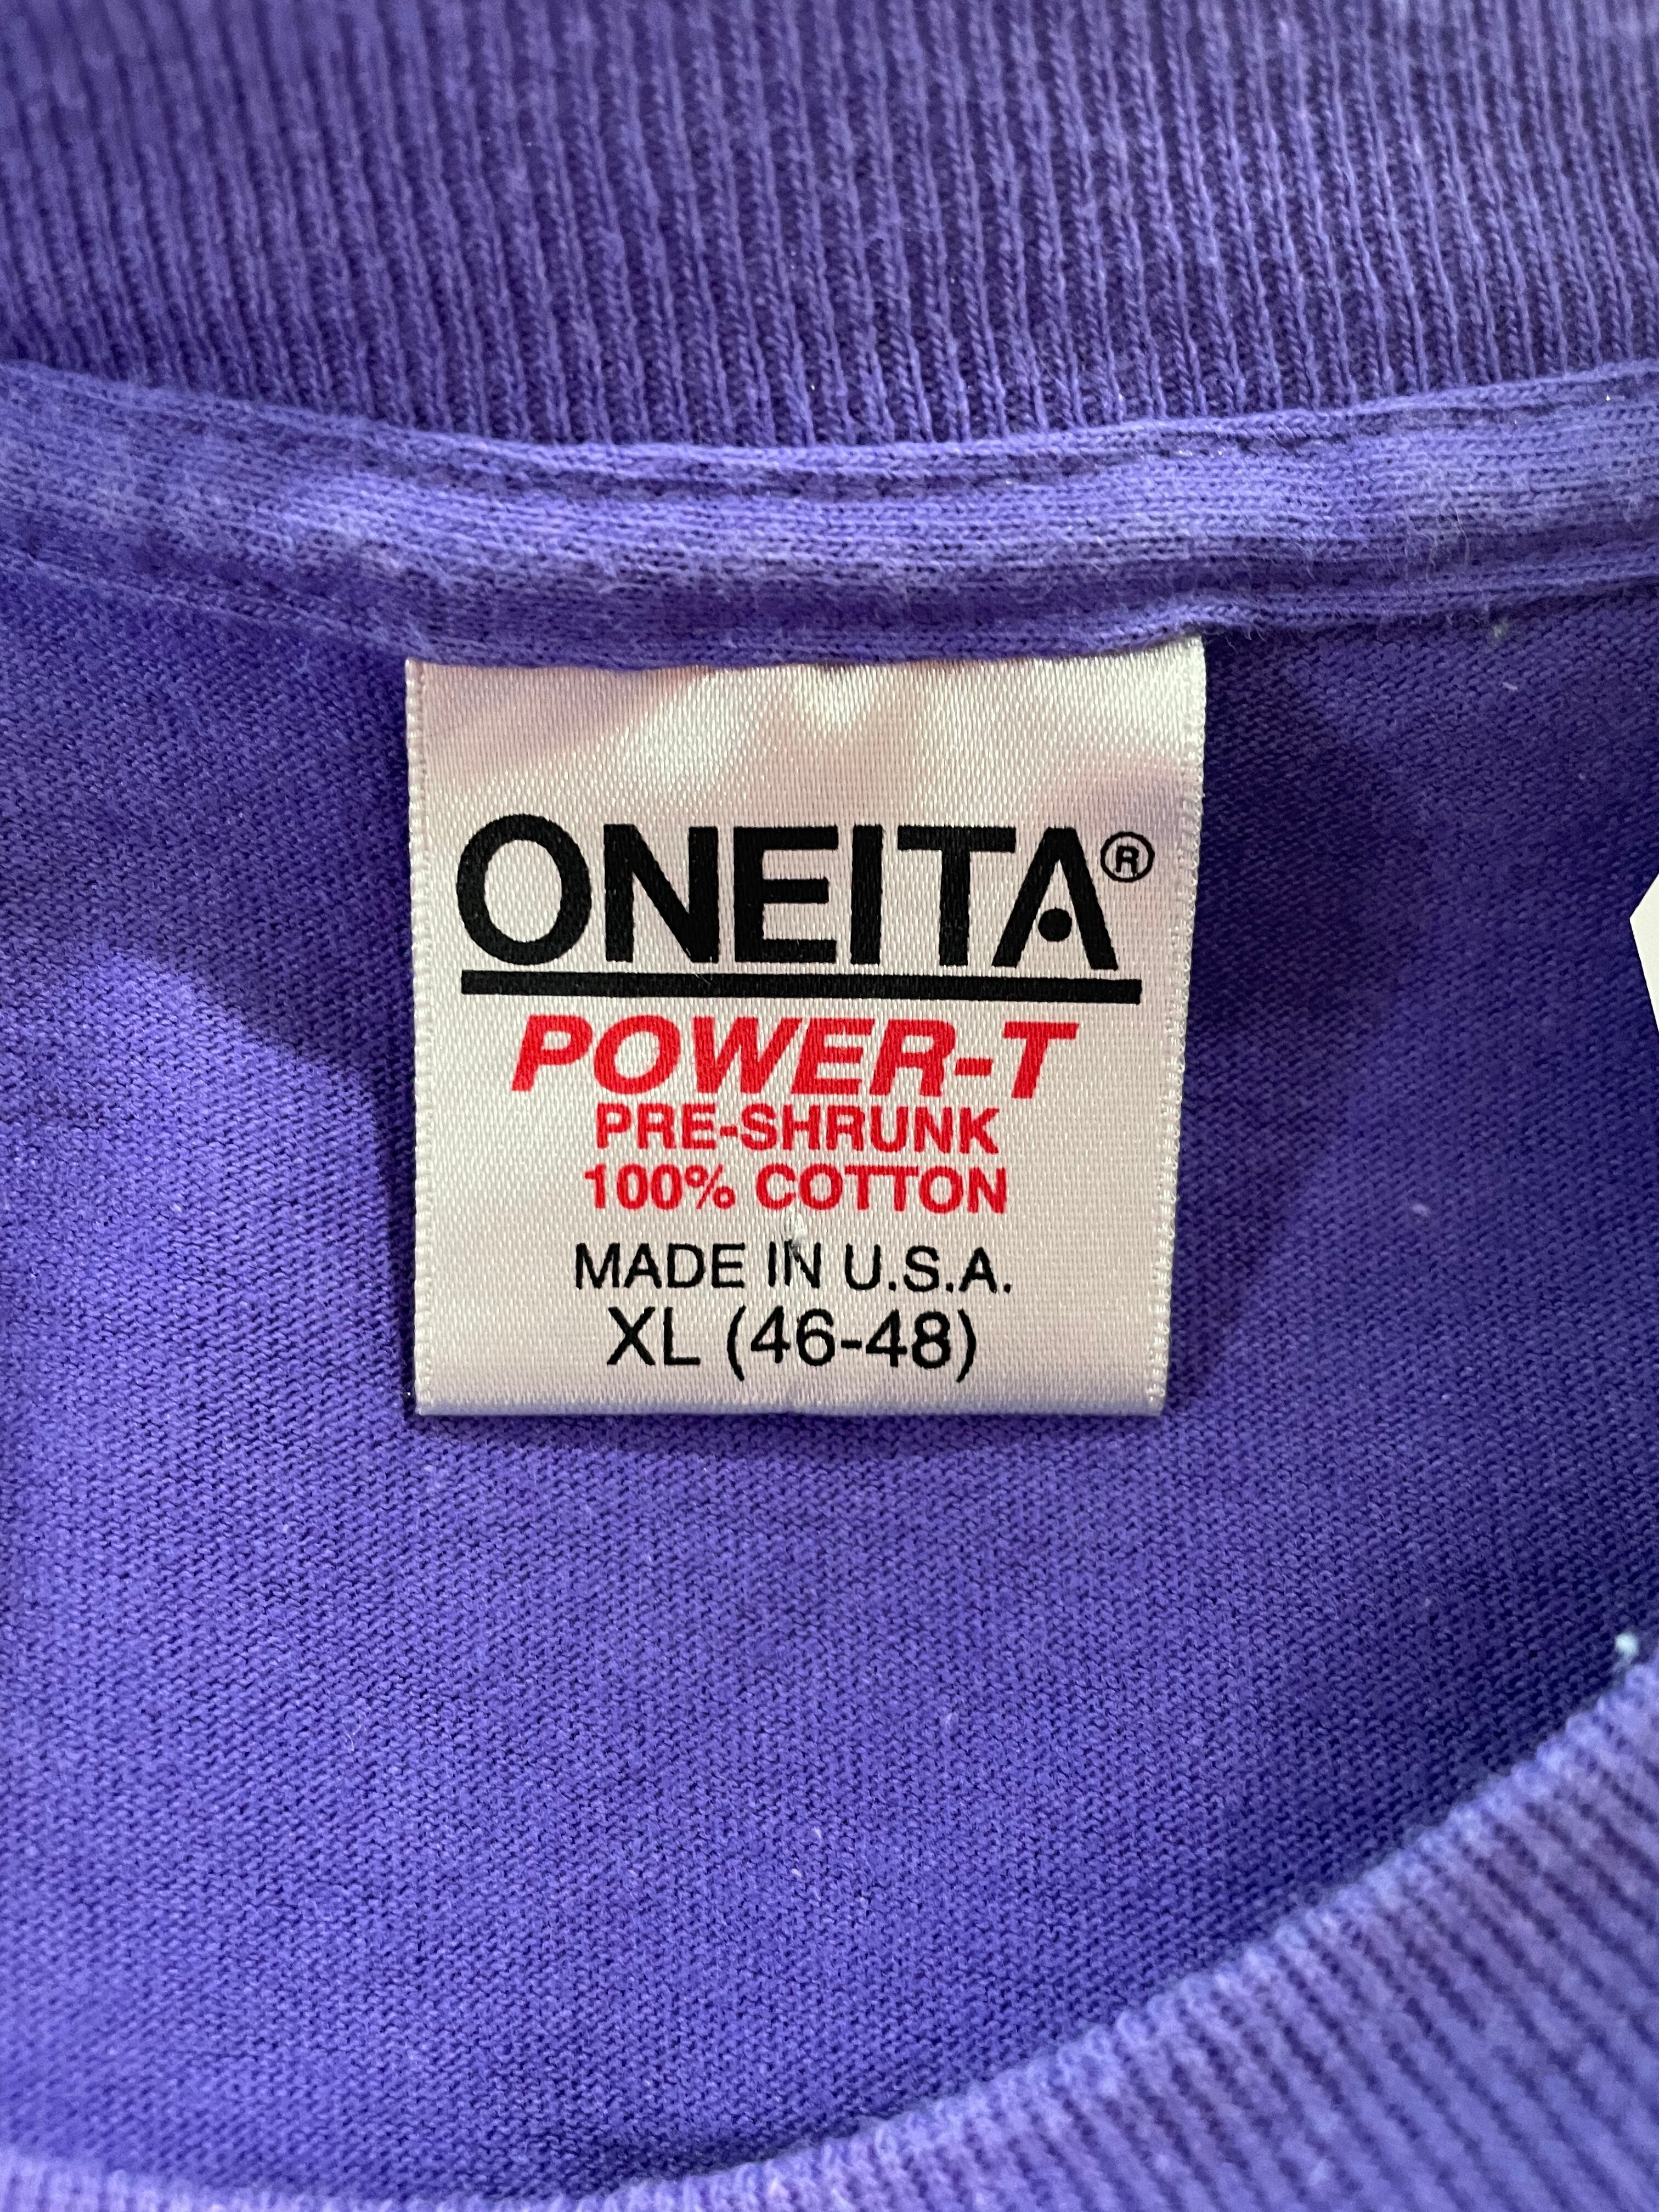 ONEITA®
POWER-T
PRE-SHRUNK
100% COTTON
MADE IN U.S.A.
XL (46-48)